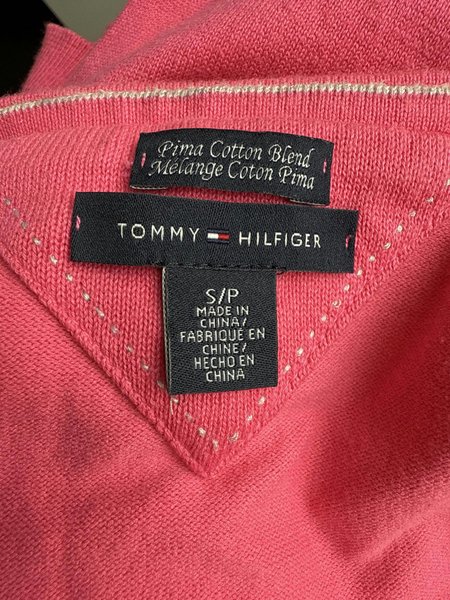 Pima Cotton Blend
Mélange Coton Pima
TOMMY HILFIGER
S/P
MADE IN
CHINA/
FABRIQUÉ EN
CHINE/
HECHO EN
CHINA